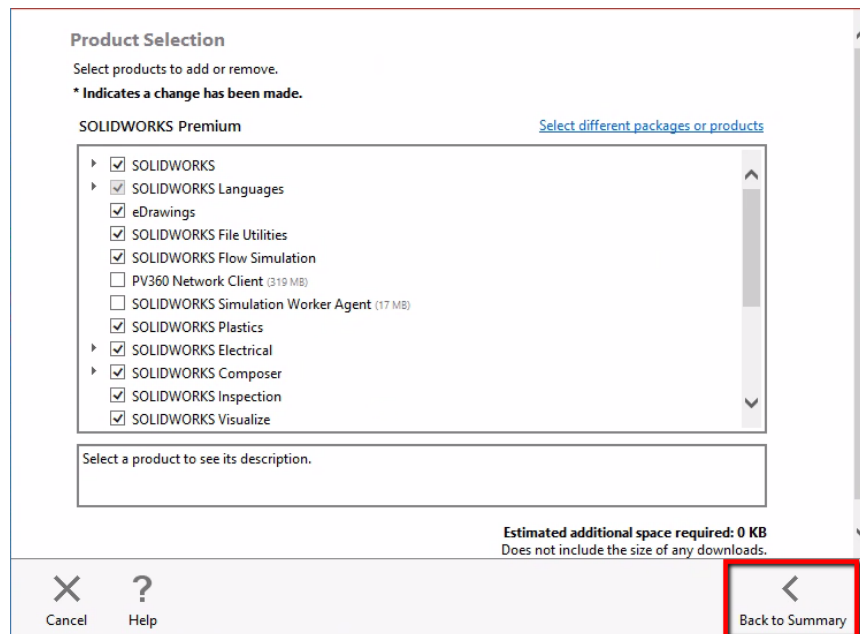 Product Selection
Select products to add or remove.
* Indicates a change has been made.
SOLIDWORKS Premium
Select different packages or products
SOLIDWORKS
SOLIDWORKS Languages
eDrawings
SOLIDWORKS File Utilities
SOLIDWORKS Flow Simulation
PV360 Network Client (319 MB)
SOLIDWORKS Simulation Worker Agent (17 MB)
SOLIDWORKS Plastics
SOLIDWORKS Electrical
SOLIDWORKS Composer
SOLIDWORKS Inspection
SOLIDWORKS Visualize
Select a product to see its description.
Estimated additional space required: 0 KB
Does not include the size of any downloads.
Cancel
Help
Back to Summary